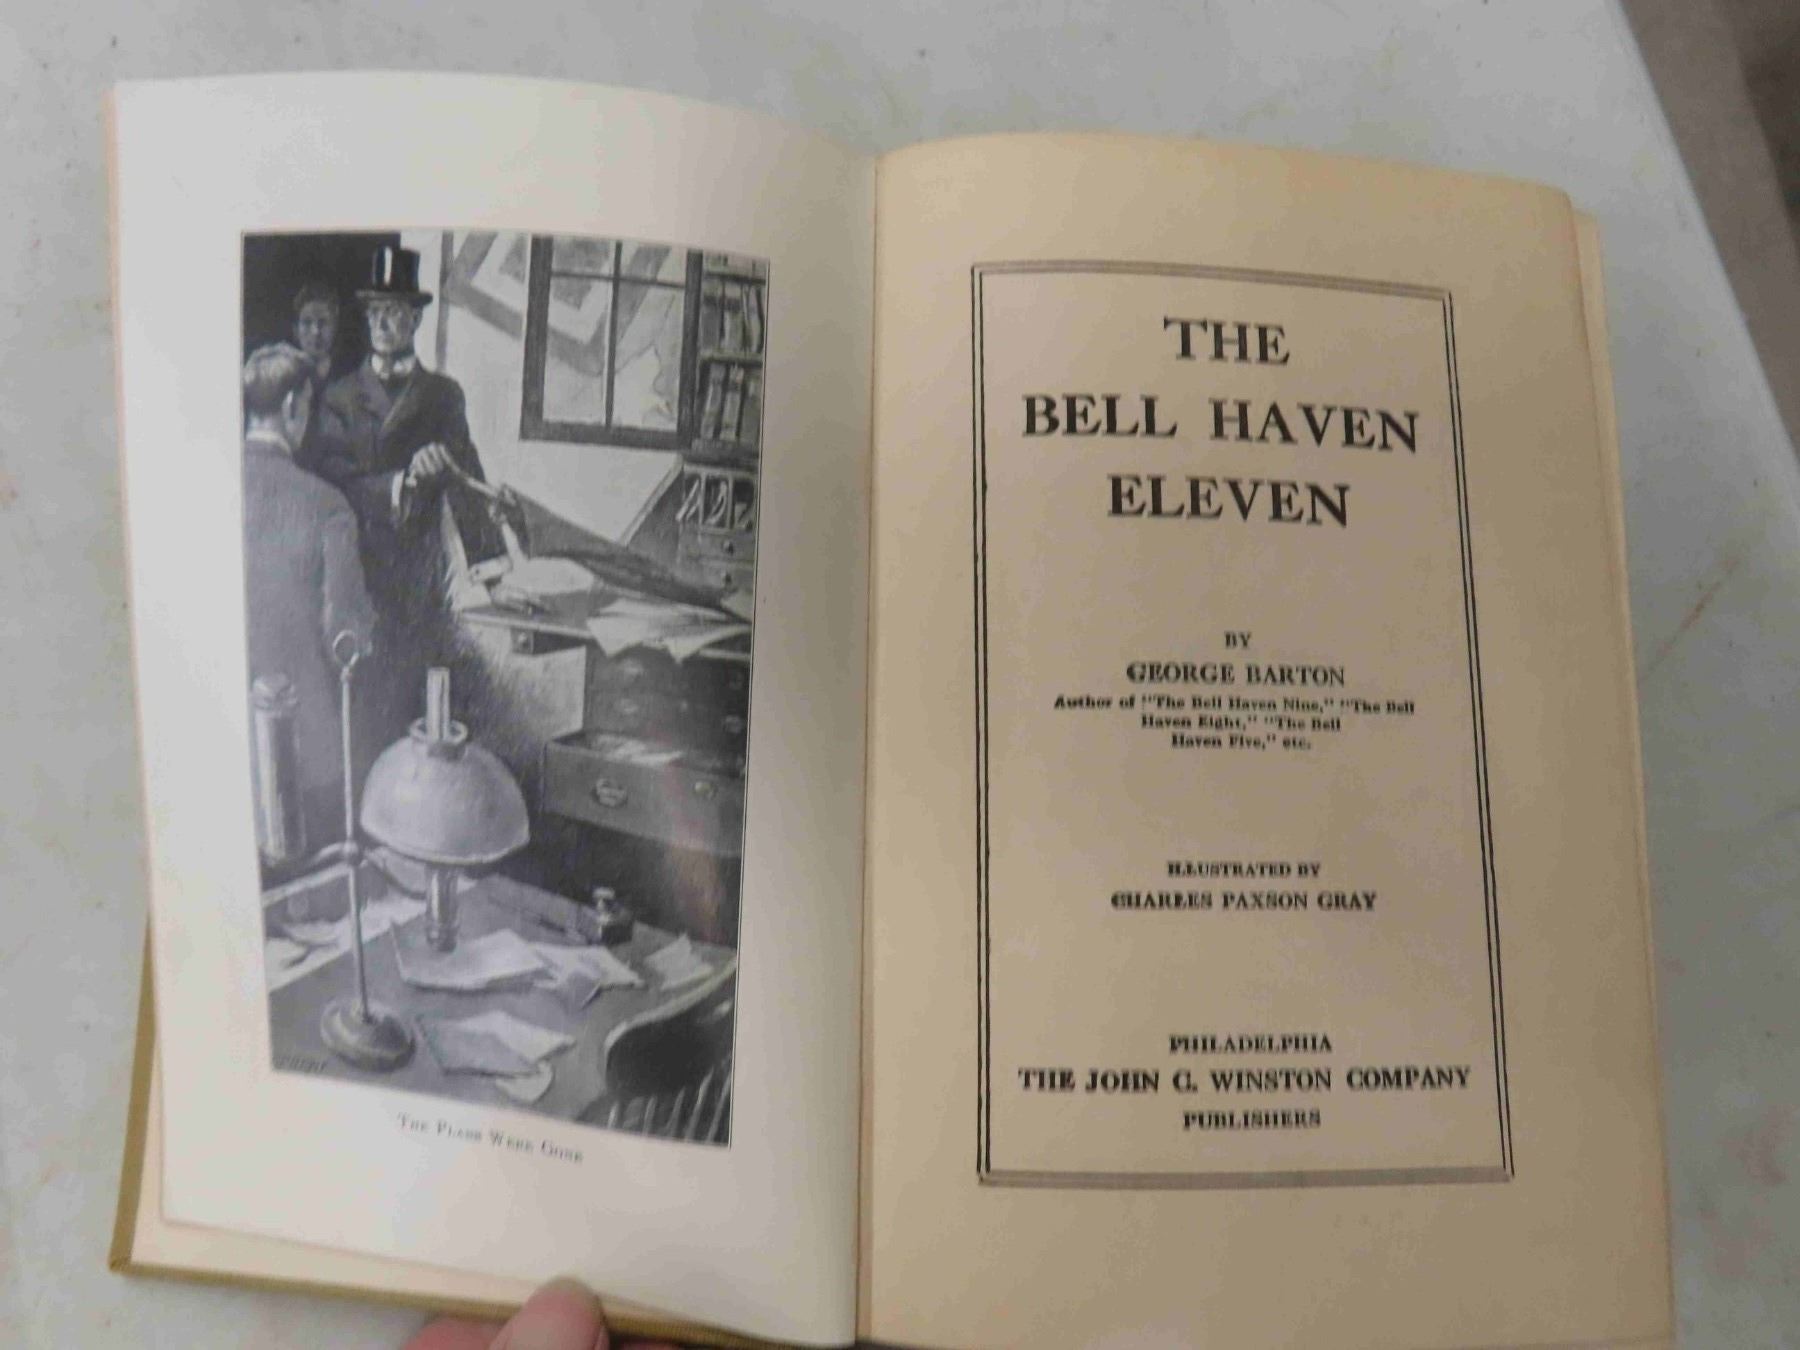 THE PLANS WERE GONE
THE
BELL HAVEN
ELEVEN
BY
GEORGE BARTON
Author of "The Bell Haven Nine," "The Bell
Haven Eight," "The Bell
Haven Five," etc.
ILLUSTRATED BY
CHARLES PAXSON GRAY
PHILADELPHIA
THE JOHN C. WINSTON COMPANY
PUBLISHERS